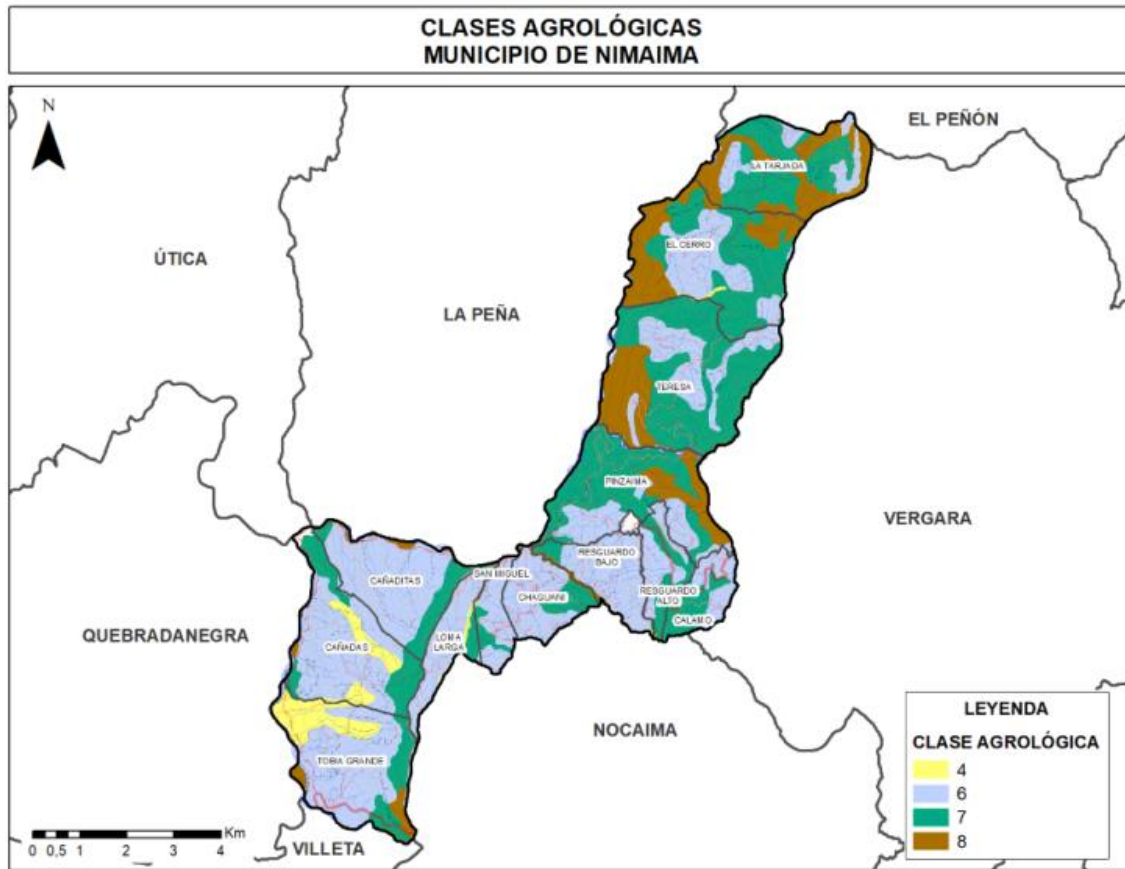 CLASES AGROLÓGICAS
MUNICIPIO DE NIMAIMA
N
EL PEÑÓN
LA TARJADA
ÚTICA
EL CERRO
LA PEÑA
TERESA
PINZAIMA
VERGARA
RESGUARDO
BAJO
SAN MIGUEL
CAÑADITAS
CHAGUANI
RESGUARDO
ALTO
CALAMO
QUEBRADANEGRA
CAÑADAS
LOMA
LARGA
NOCAIMA
TOBIA GRANDE
VILLETA
LEYENDA
CLASE AGROLÓGICA
4
6
7
8
Km
0 0,5 1 2 3 4